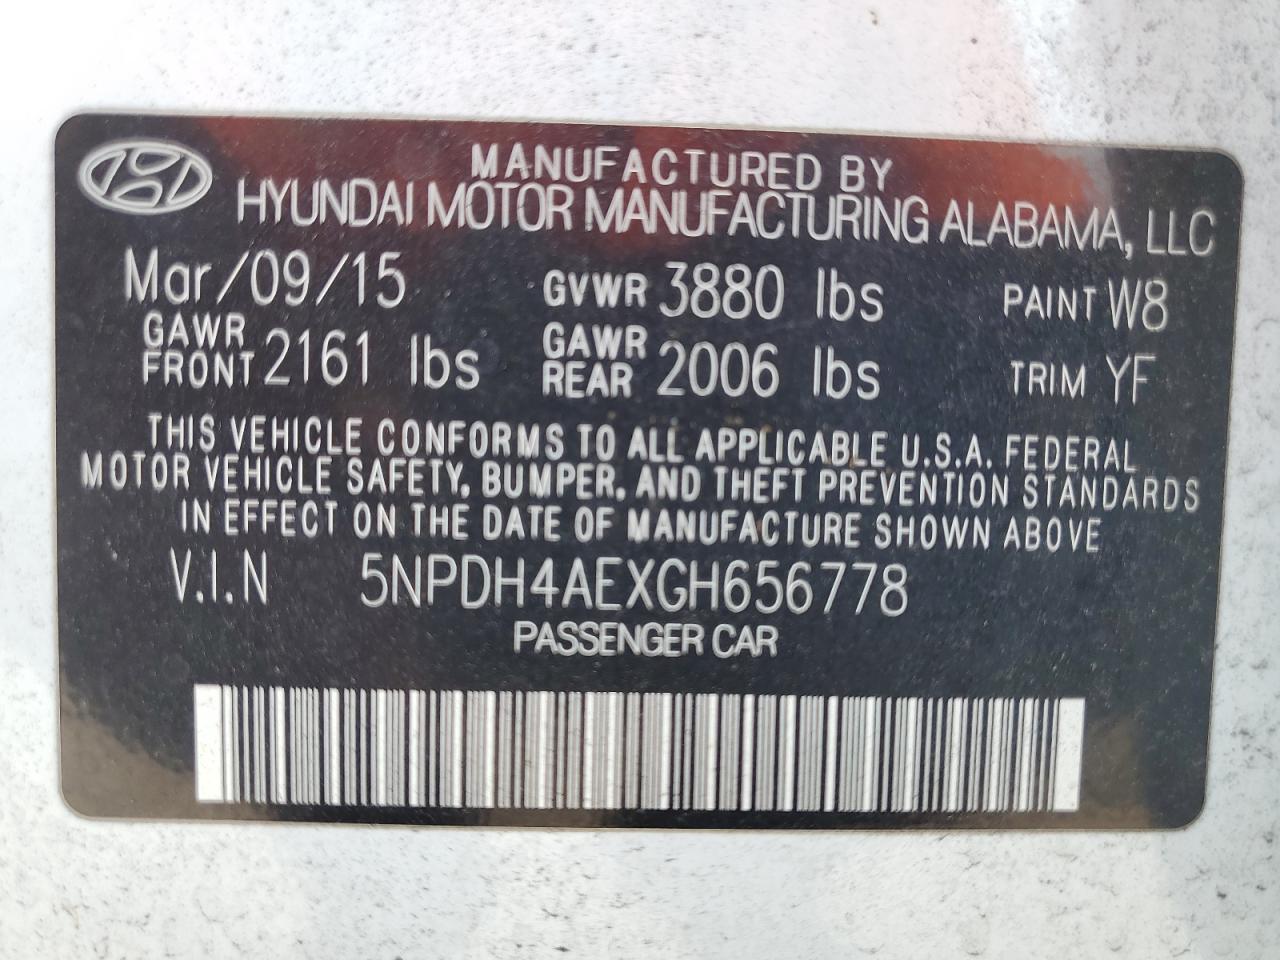 MANUFACTURED BY
HYUNDAI MOTOR MANUFACTURING ALABAMA, LLC
Mar/09/15 GVWR 3880 lbs PAINT W8
GAWR FRONT 2161 lbs GAWR REAR 2006 lbs TRIM YF
THIS VEHICLE CONFORMS TO ALL APPLICABLE U.S.A. FEDERAL
MOTOR VEHICLE SAFETY, BUMPER, AND THEFT PREVENTION STANDARDS
IN EFFECT ON THE DATE OF MANUFACTURE SHOWN ABOVE
V.I.N 5NPDH4AEXGH656778
PASSENGER CAR